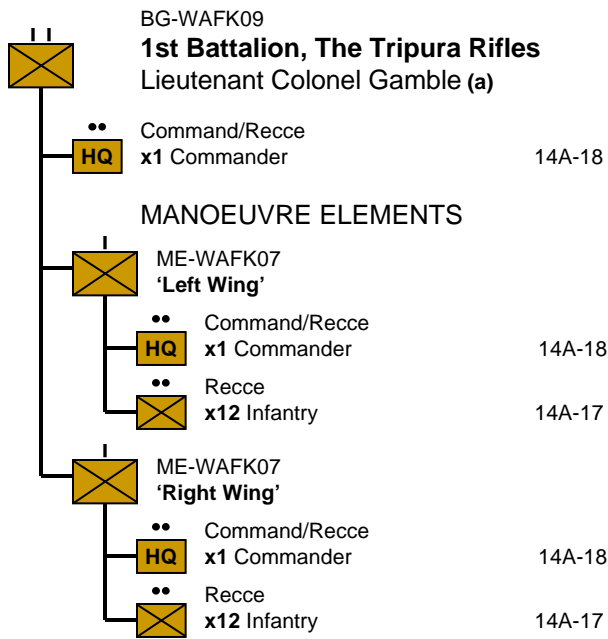 BG-WAFK09
1st Battalion, The Tripura Rifles
Lieutenant Colonel Gamble (a)
Command/Recce
HQ x1 Commander 14A-18
MANOEUVRE ELEMENTS
ME-WAFK07
‘Left Wing’
Command/Recce
HQ x1 Commander 14A-18
Recce
x12 Infantry 14A-17
ME-WAFK07
‘Right Wing’
Command/Recce
HQ x1 Commander 14A-18
Recce
x12 Infantry 14A-17